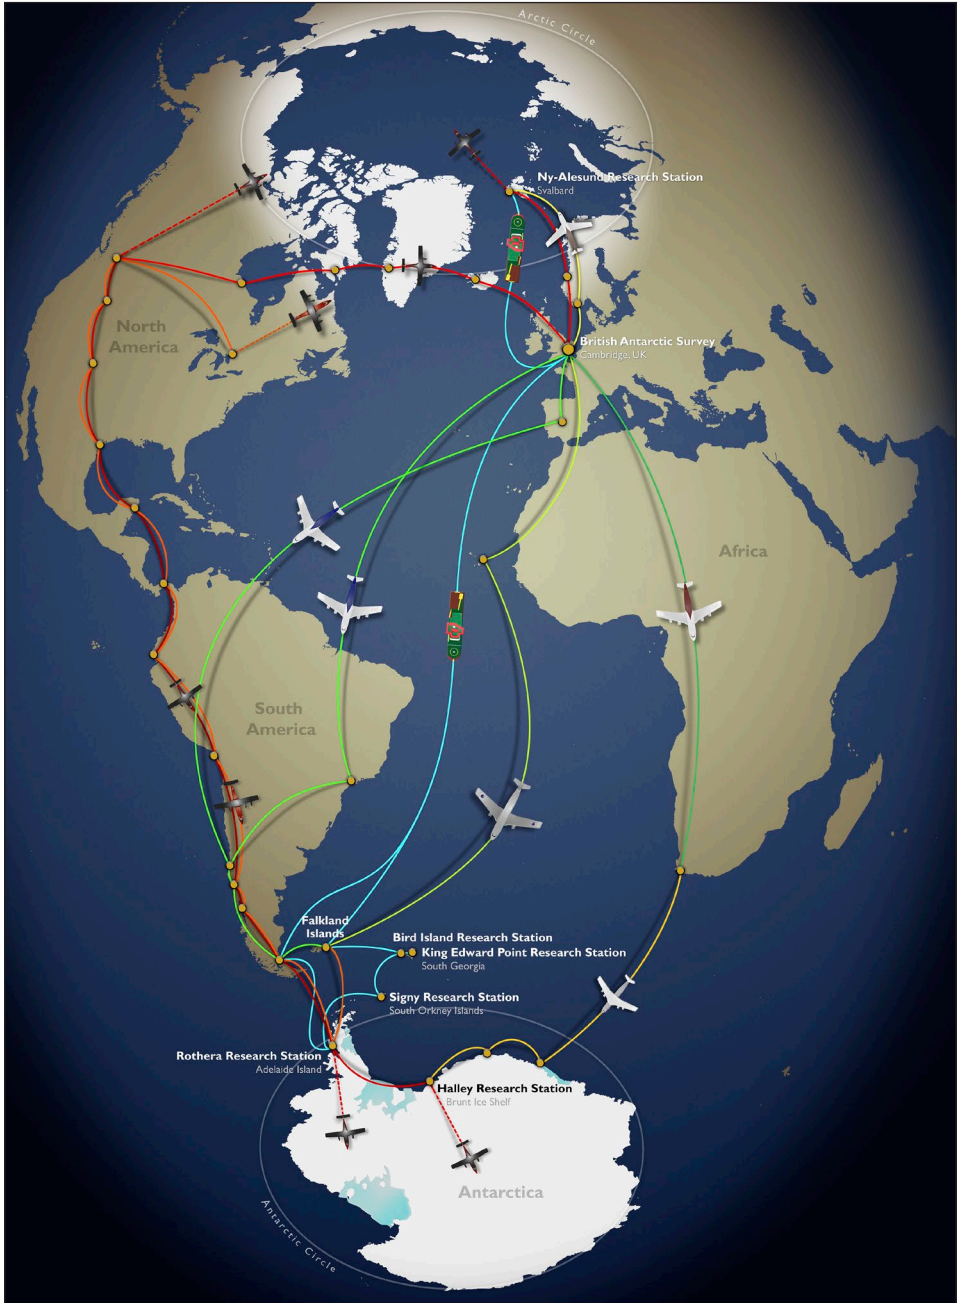 Arctic Circle
Ny-Alesund Research Station
Svalbard
North
America
British Antarctic Survey
Cambridge, UK
Africa
South
America
Falkland
Islands
Bird Island Research Station
King Edward Point Research Station
South Georgia
Signy Research Station
South Orkney Islands
Rothera Research Station
Adelaide Island
Halley Research Station
Brunt Ice Shelf
Antarctica
Antarctic Circle